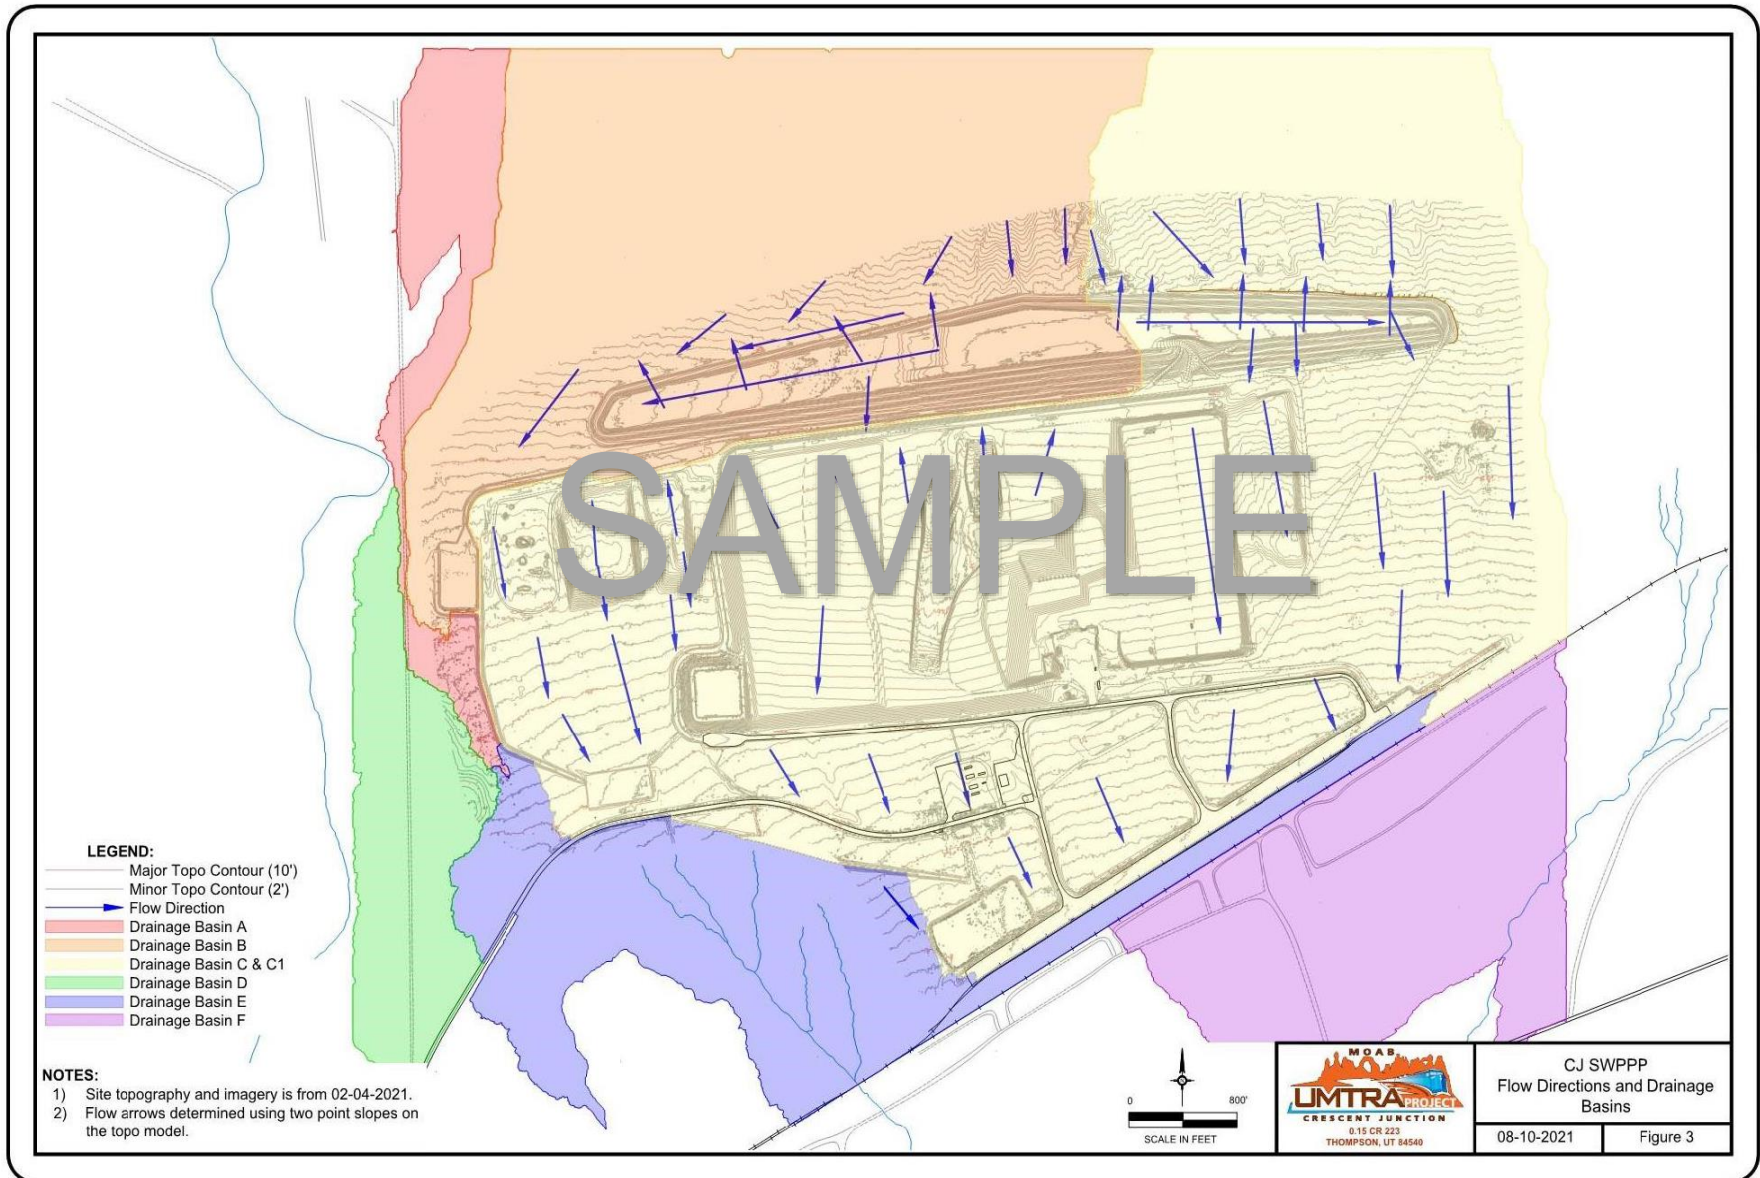 SAMPLE
LEGEND:
Major Topo Contour (10')
Minor Topo Contour (2')
Flow Direction
Drainage Basin A
Drainage Basin B
Drainage Basin C & C1
Drainage Basin D
Drainage Basin E
Drainage Basin F
NOTES:
1) Site topography and imagery is from 02-04-2021.
2) Flow arrows determined using two point slopes on
the topo model.
0 800'
SCALE IN FEET
MOAB
UMTRA PROJECT
CRESCENT JUNCTION
0.15 CR 223
THOMPSON, UT 84540
CJ SWPPP
Flow Directions and Drainage
Basins
08-10-2021 Figure 3